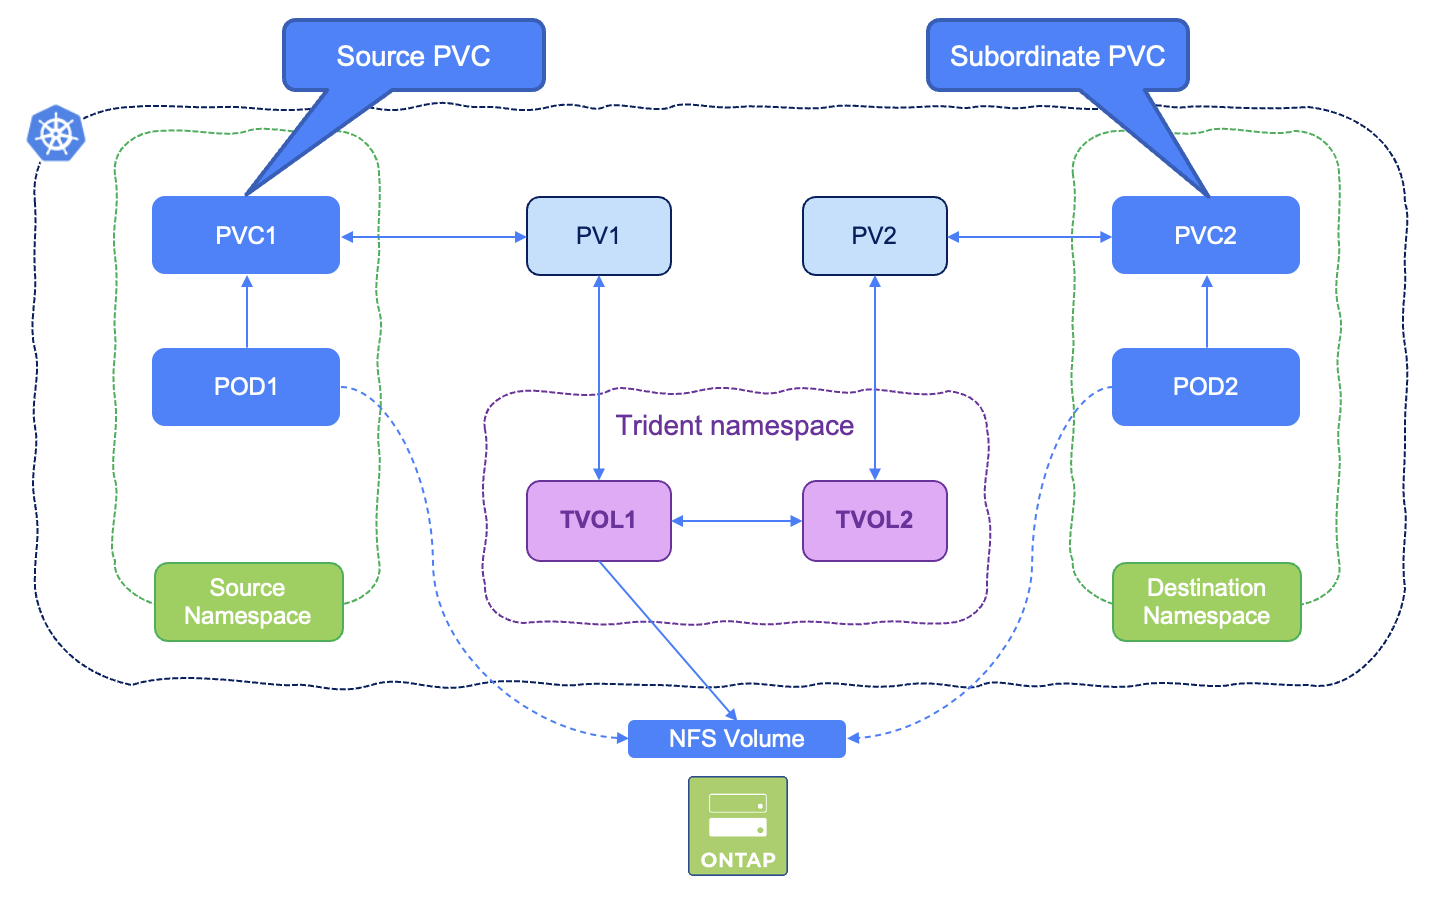 Source PVC
Subordinate PVC
PVC1
PV1
PV2
PVC2
POD1
POD2
Trident namespace
TVOL1
TVOL2
Source
Namespace
Destination
Namespace
NFS Volume
ONTAP